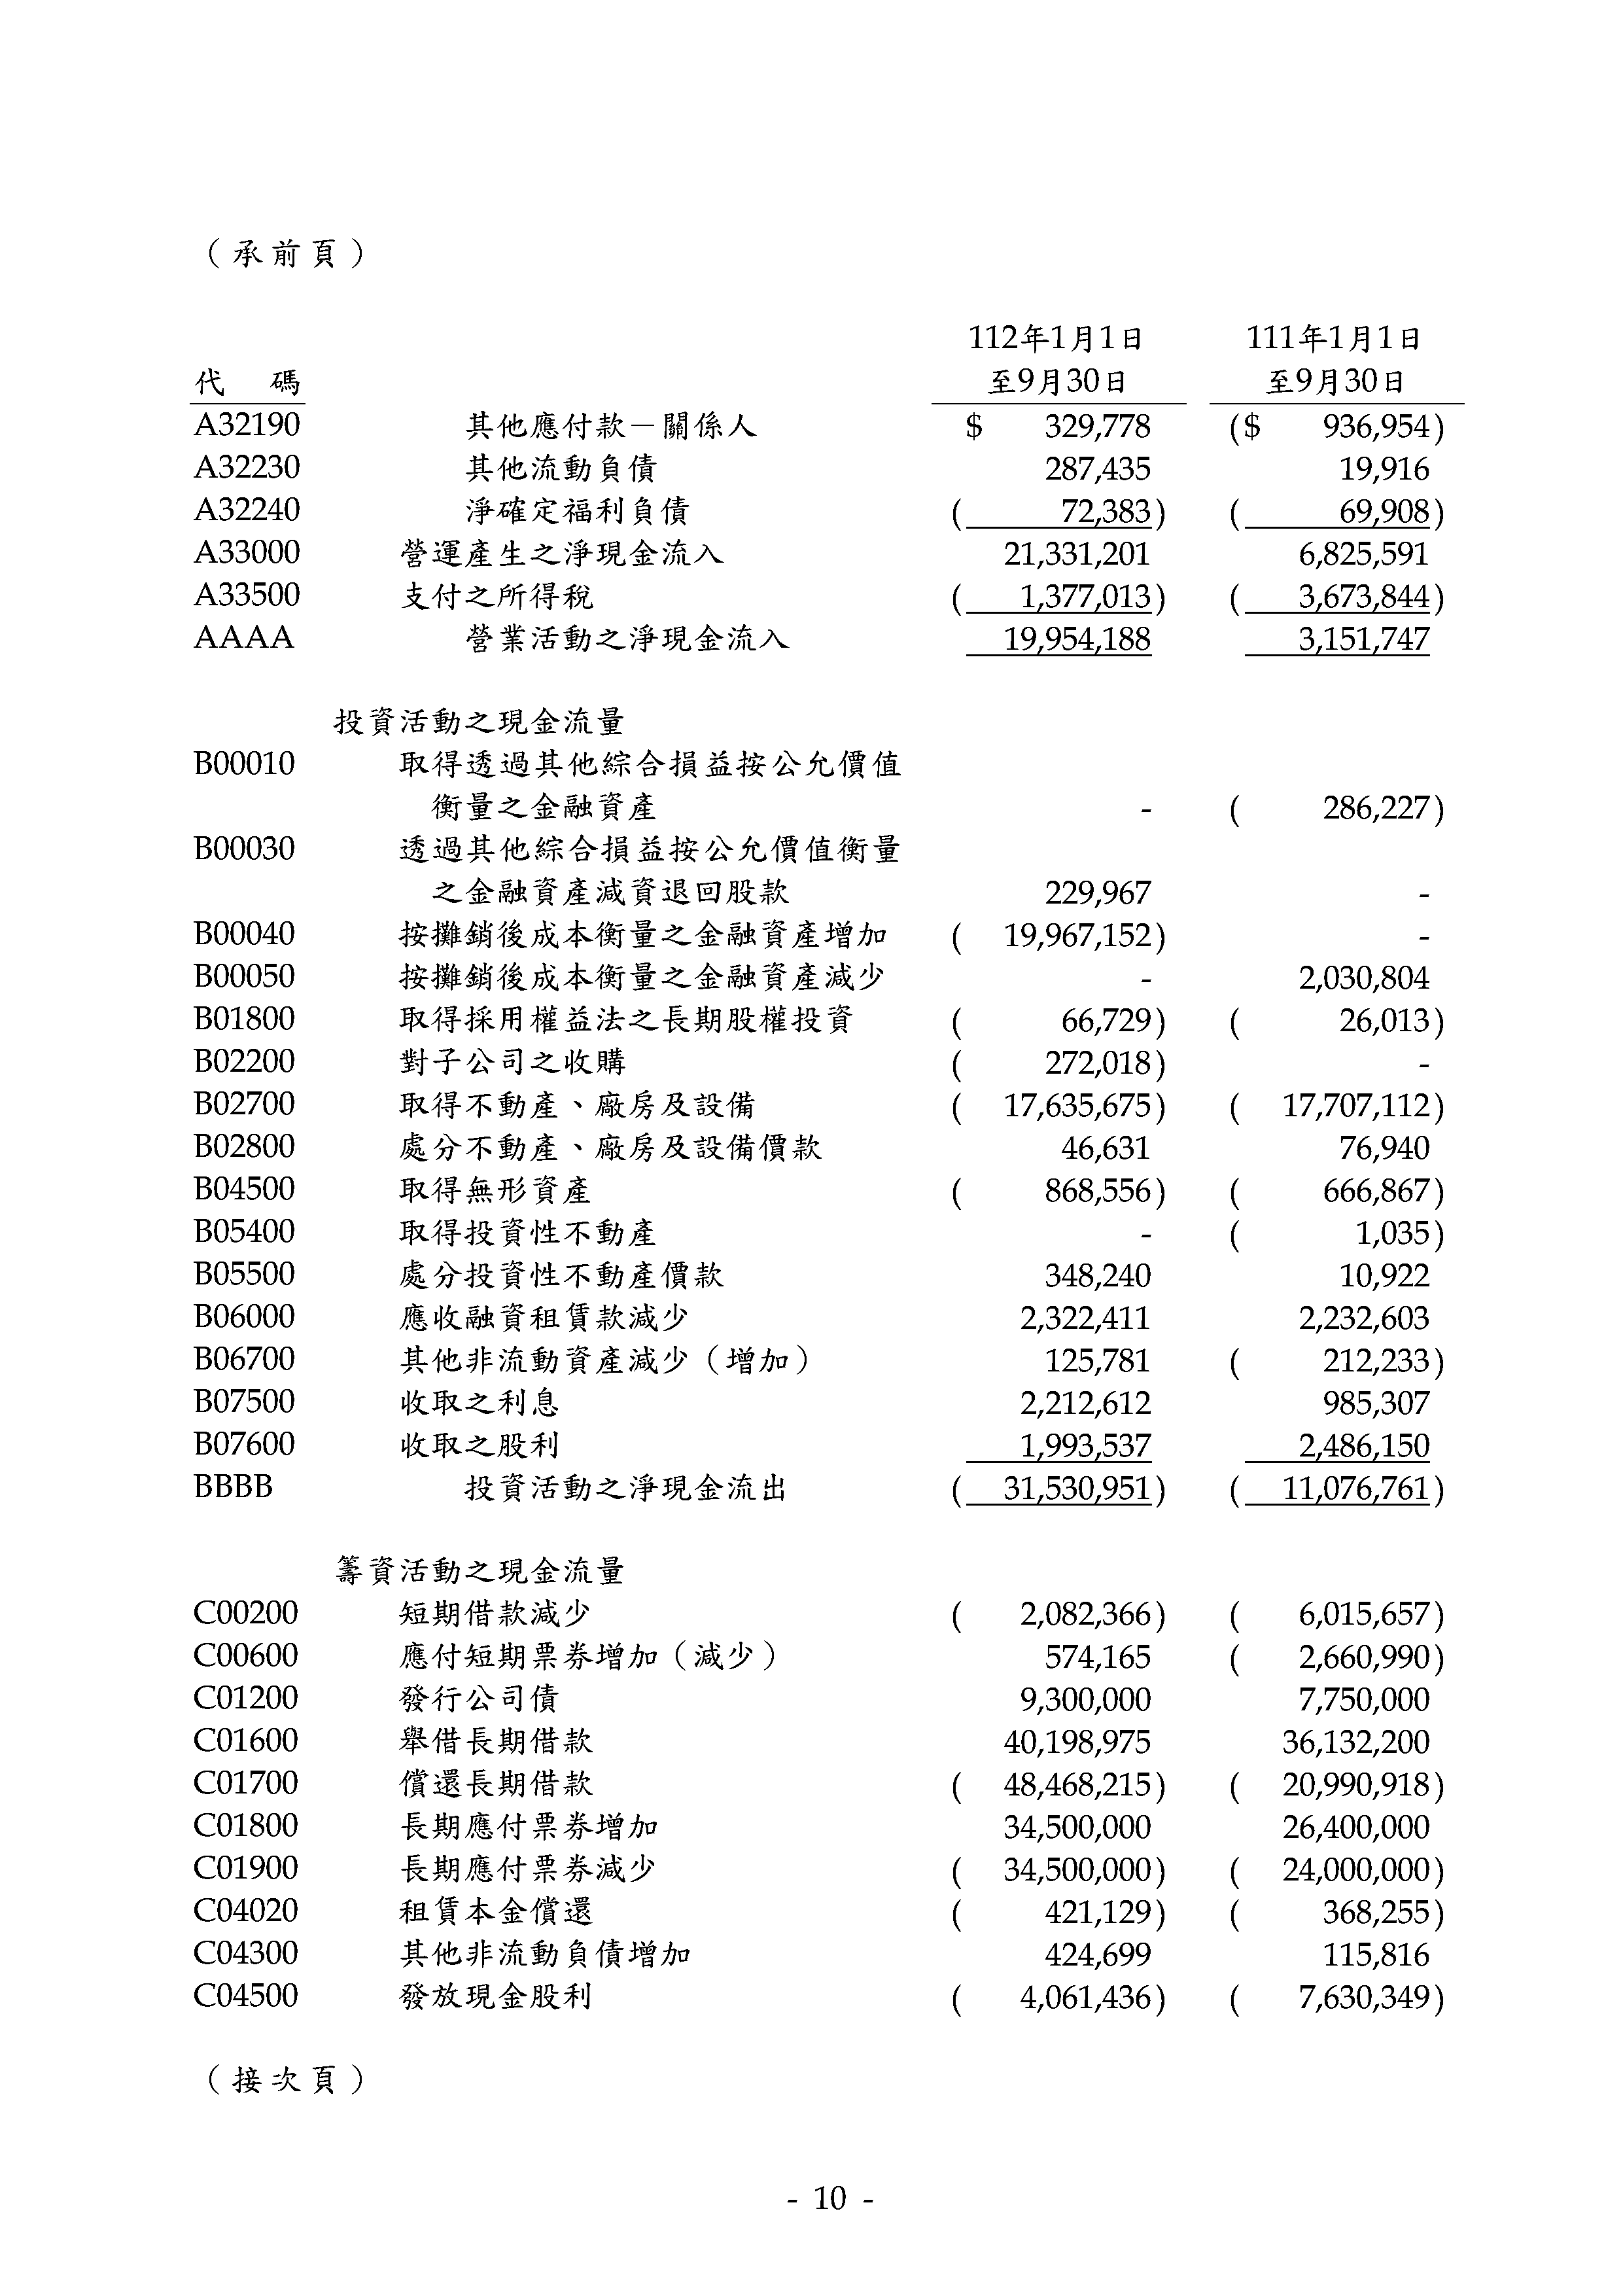 （承前頁）
112年1月1日 111年1月1日
代 碼 至9月30日 至9月30日
A32190 其他應付款－關係人 $ 329,778 ($ 936,954)
A32230 其他流動負債 287,435 19,916
A32240 淨確定福利負債 ( 72,383) ( 69,908)
A33000 營運產生之淨現金流入 21,331,201 6,825,591
A33500 支付之所得稅 ( 1,377,013) ( 3,673,844)
AAAA 營業活動之淨現金流入 19,954,188 3,151,747
投資活動之現金流量
B00010 取得透過其他綜合損益按公允價值
衡量之金融資產 - ( 286,227)
B00030 透過其他綜合損益按公允價值衡量
之金融資產減資退回股款 229,967 -
B00040 按攤銷後成本衡量之金融資產增加 ( 19,967,152) -
B00050 按攤銷後成本衡量之金融資產減少 - 2,030,804
B01800 取得採用權益法之長期股權投資 ( 66,729) ( 26,013)
B02200 對子公司之收購 ( 272,018) -
B02700 取得不動產、廠房及設備 ( 17,635,675) ( 17,707,112)
B02800 處分不動產、廠房及設備價款 46,631 76,940
B04500 取得無形資產 ( 868,556) ( 666,867)
B05400 取得投資性不動產 - ( 1,035)
B05500 處分投資性不動產價款 348,240 10,922
B06000 應收融資租賃款減少 2,322,411 2,232,603
B06700 其他非流動資產減少（增加） 125,781 ( 212,233)
B07500 收取之利息 2,212,612 985,307
B07600 收取之股利 1,993,537 2,486,150
BBBB 投資活動之淨現金流出 ( 31,530,951) ( 11,076,761)
籌資活動之現金流量
C00200 短期借款減少 ( 2,082,366) ( 6,015,657)
C00600 應付短期票券增加（減少） 574,165 ( 2,660,990)
C01200 發行公司債 9,300,000 7,750,000
C01600 舉借長期借款 40,198,975 36,132,200
C01700 償還長期借款 ( 48,468,215) ( 20,990,918)
C01800 長期應付票券增加 34,500,000 26,400,000
C01900 長期應付票券減少 ( 34,500,000) ( 24,000,000)
C04020 租賃本金償還 ( 421,129) ( 368,255)
C04300 其他非流動負債增加 424,699 115,816
C04500 發放現金股利 ( 4,061,436) ( 7,630,349)
（接次頁）
- 10 -